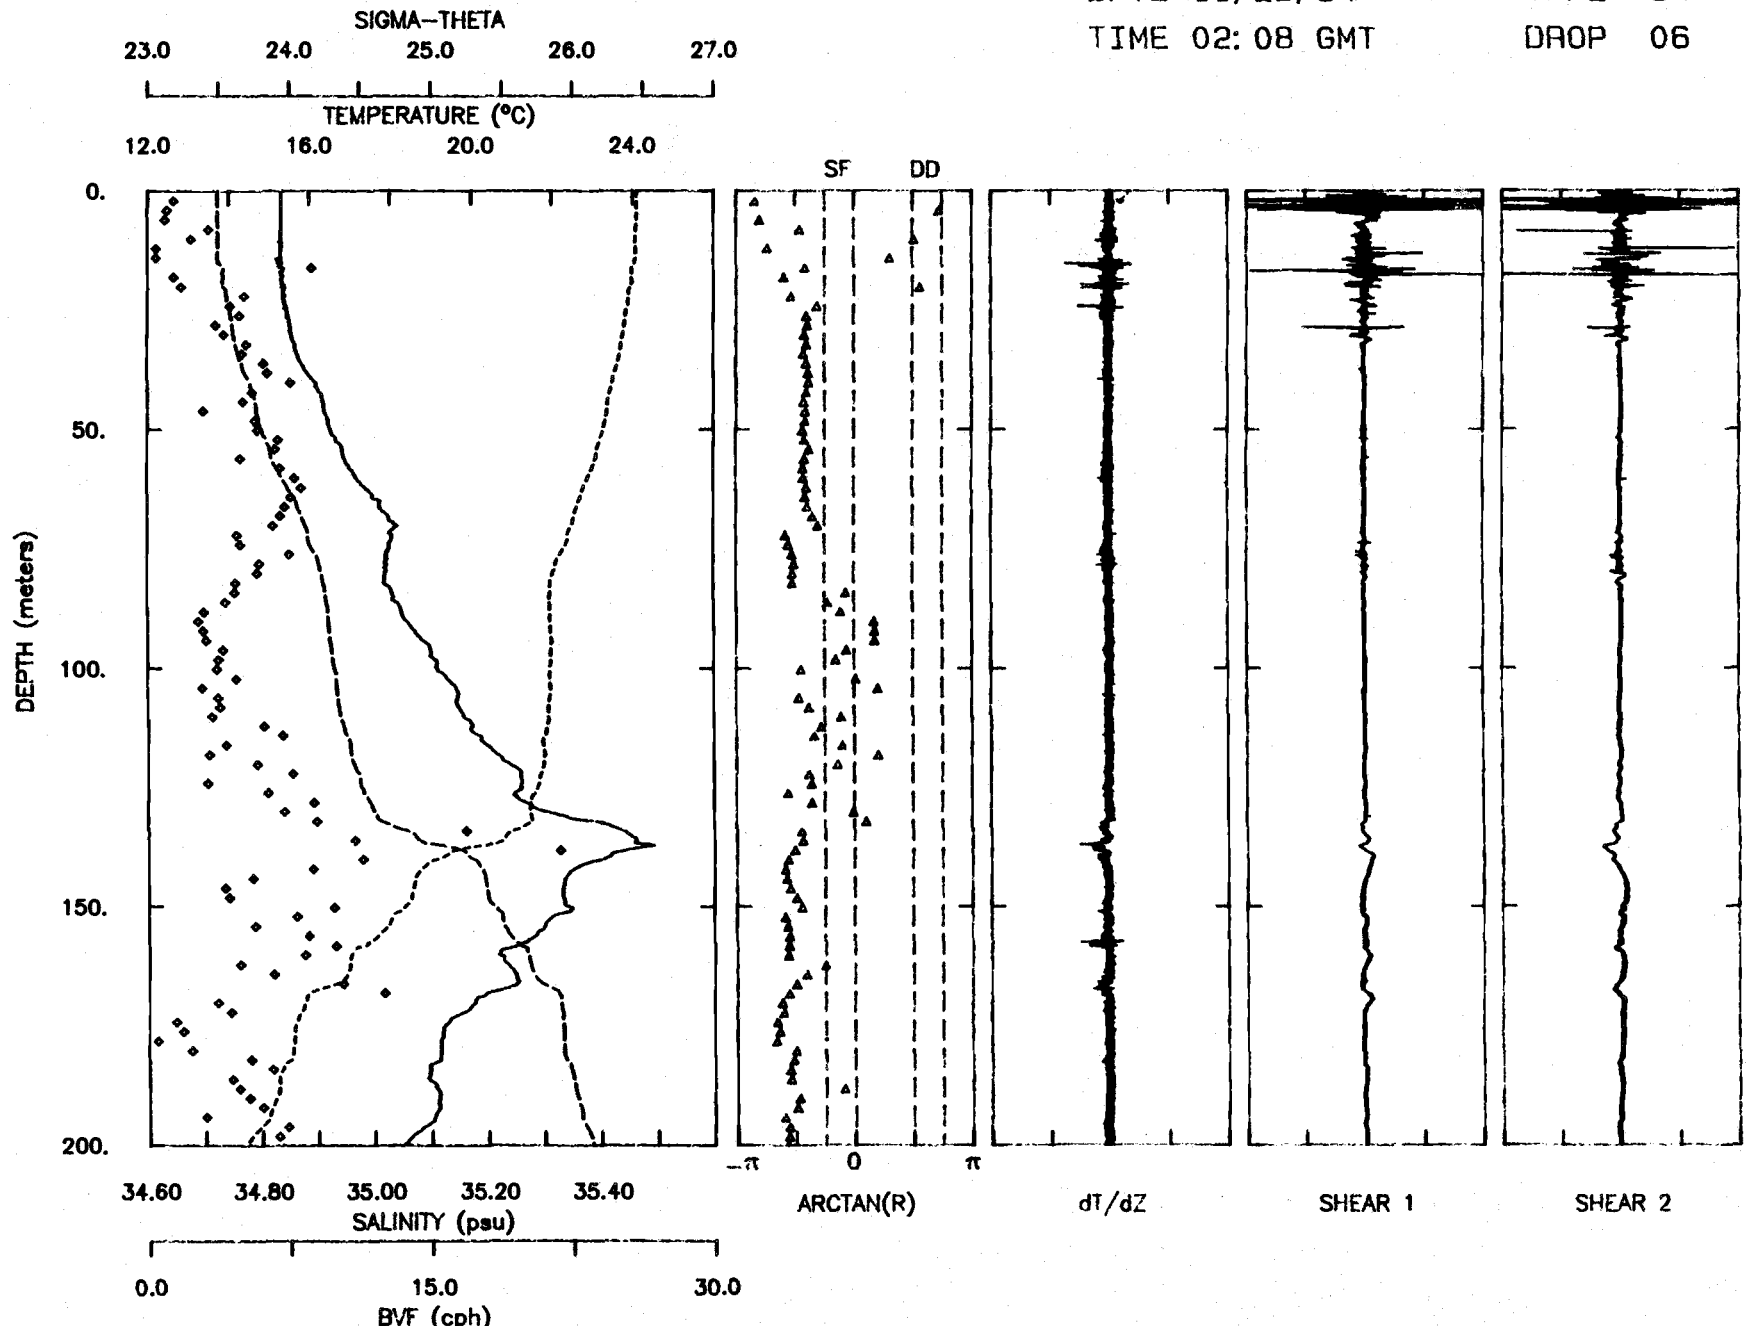 SIGMA-THETA
23.0 24.0 25.0 26.0 27.0
TIME 02:08 GMT DROP 06
TEMPERATURE (°C)
12.0 16.0 20.0 24.0
SF DD
0.
50.
100.
150.
200.
DEPTH (meters)
-π 0 π
34.60 34.80 35.00 35.20 35.40
SALINITY (psu)
ARCTAN(R) dT/dZ SHEAR 1 SHEAR 2
0.0 15.0 30.0
BVF (cph)